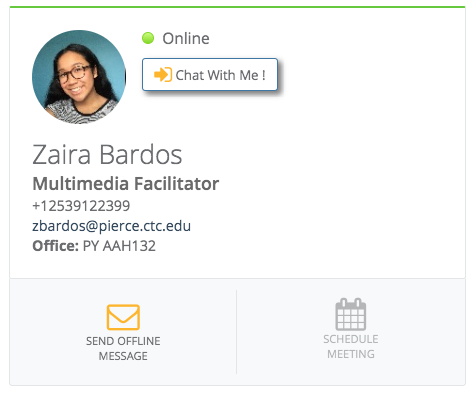 Online
Chat With Me !
Zaira Bardos
Multimedia Facilitator
+12539122399
zbardos@pierce.ctc.edu
Office: PY AAH132
SEND OFFLINE
MESSAGE
SCHEDULE
MEETING